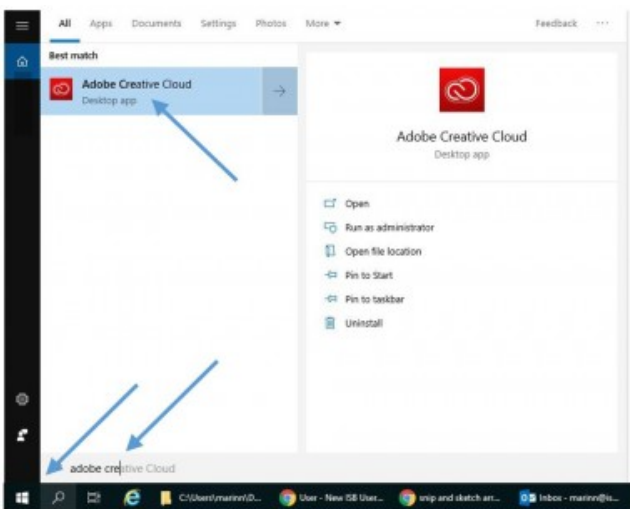 All Apps Documents Settings Photos More Feedback ...
Best match
Adobe Creative Cloud
Desktop app
Adobe Creative Cloud
Desktop app
Open
Run as administrator
Open file location
Pin to Start
Pin to taskbar
Uninstall
adobe creative Cloud
C:\Users\marinn\D... User - New ISB User... snip and sketch arr... Inbox - marinn@is...